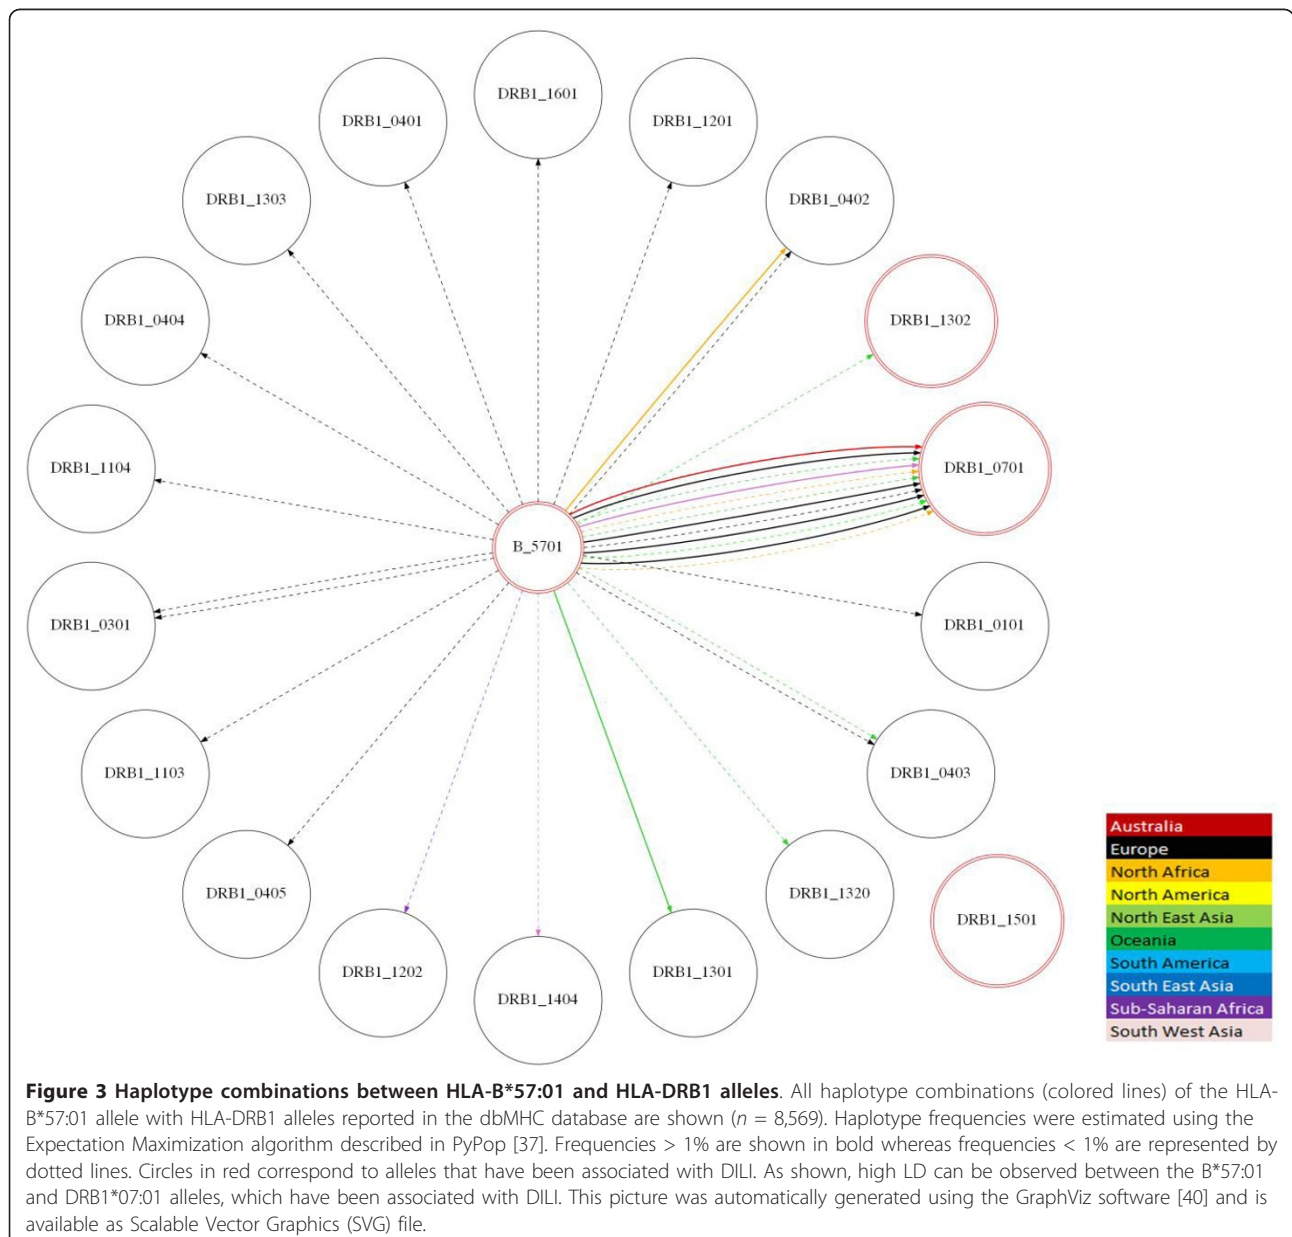 DRB1_1601
DRB1_0401
DRB1_1201
DRB1_1303
DRB1_0402
DRB1_0404
DRB1_1302
DRB1_1104
DRB1_0701
B_5701
DRB1_0301
DRB1_0101
DRB1_1103
DRB1_0403
DRB1_0405
DRB1_1320
DRB1_1501
DRB1_1202
DRB1_1404
DRB1_1301
Australia
Europe
North Africa
North America
North East Asia
Oceania
South America
South East Asia
Sub-Saharan Africa
South West Asia
Figure 3 Haplotype combinations between HLA-B*57:01 and HLA-DRB1 alleles. All haplotype combinations (colored lines) of the HLA-
B*57:01 allele with HLA-DRB1 alleles reported in the dbMHC database are shown (n = 8,569). Haplotype frequencies were estimated using the
Expectation Maximization algorithm described in PyPop [37]. Frequencies > 1% are shown in bold whereas frequencies < 1% are represented by
dotted lines. Circles in red correspond to alleles that have been associated with DILI. As shown, high LD can be observed between the B*57:01
and DRB1*07:01 alleles, which have been associated with DILI. This picture was automatically generated using the GraphViz software [40] and is
available as Scalable Vector Graphics (SVG) file.